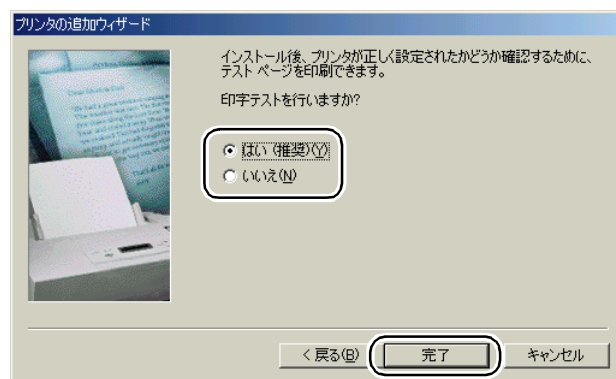 プリンタの追加ウィザード
インストール後、プリンタが正しく設定されたかどうか確認するために、
テスト ページを印刷できます。
印字テストを行いますか?
はい (推奨)(Y)
いいえ(N)
< 戻る(B)
完了
キャンセル